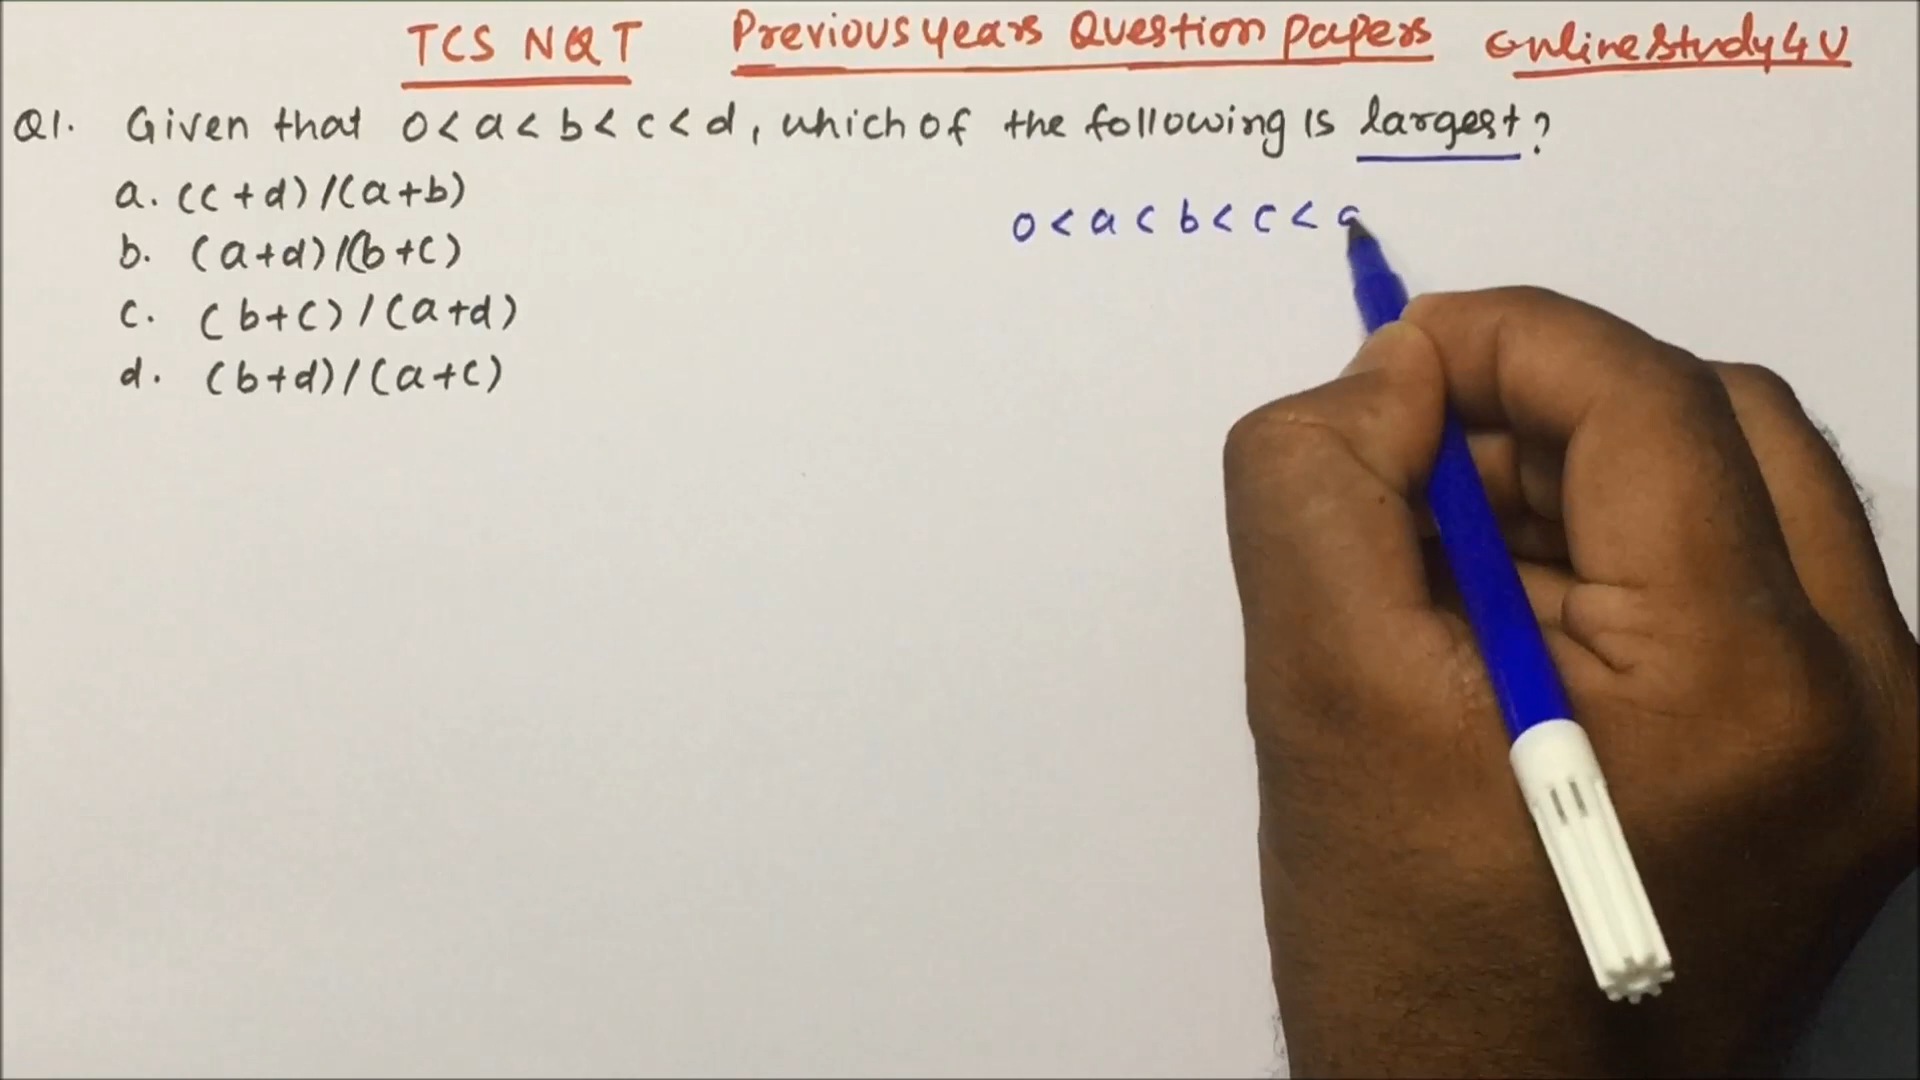 TCS NQT Previous years Question papers OnlineStudy4U
Q1. Given that 0<a<b<c<d, which of the following is largest?
a. (c+d)/(a+b)
0<a<b<c<
b. (a+d)/(b+c)
c. (b+c)/(a+d)
d. (b+d)/(a+c)